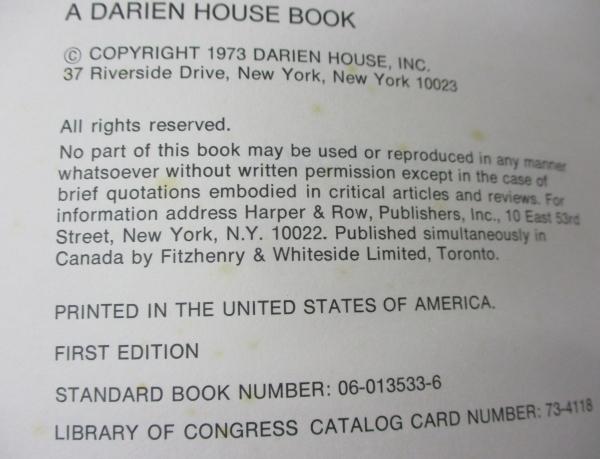 A DARIEN HOUSE BOOK
© COPYRIGHT 1973 DARIEN HOUSE, INC.
37 Riverside Drive, New York, New York 10023
All rights reserved.
No part of this book may be used or reproduced in any manner
whatsoever without written permission except in the case of
brief quotations embodied in critical articles and reviews. For
information address Harper & Row, Publishers, Inc., 10 East 53rd
Street, New York, N.Y. 10022. Published simultaneously in
Canada by Fitzhenry & Whiteside Limited, Toronto.
PRINTED IN THE UNITED STATES OF AMERICA.
FIRST EDITION
STANDARD BOOK NUMBER: 06-013533-6
LIBRARY OF CONGRESS CATALOG CARD NUMBER: 73-4118